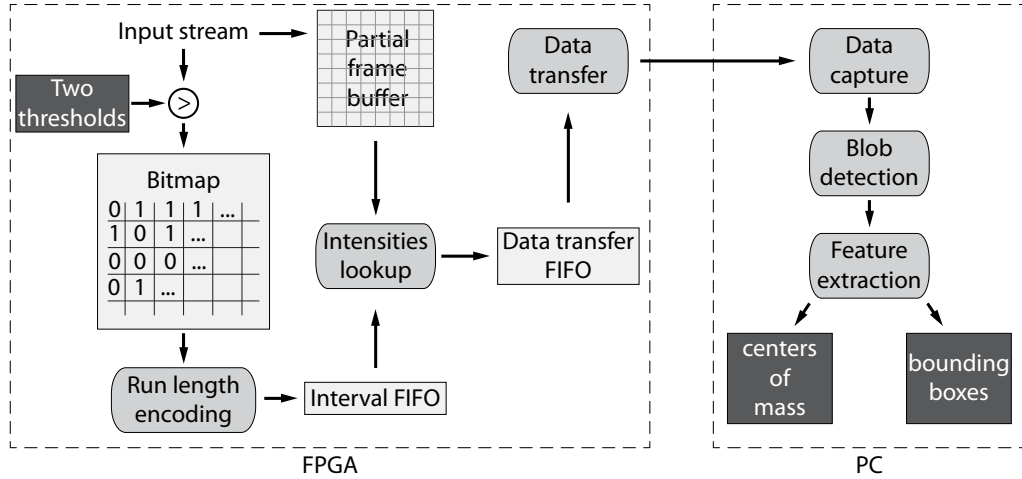 Input stream
Partial
frame
buffer
Two
thresholds
>
Bitmap
0 1 1 1 ...
1 0 1 ...
0 0 0 ...
0 1 ...
Run length
encoding
Interval FIFO
Intensities
lookup
Data transfer
FIFO
Data
transfer
FPGA
Data
capture
Blob
detection
Feature
extraction
centers
of
mass
bounding
boxes
PC